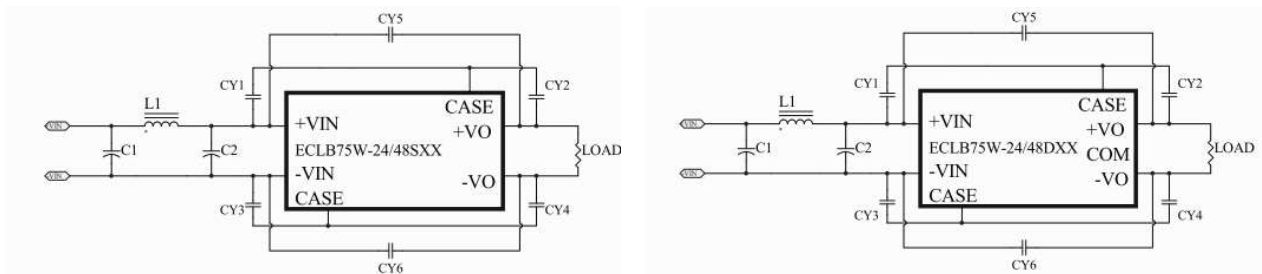 CY5
CY1
CY2
L1
CASE
VIN
+VIN
+VO
C1
C2
ECLB75W-24/48SXX
LOAD
VIN
-VIN
-VO
CASE
CY3
CY4
CY6
CY5
CY1
CY2
L1
CASE
VIN
+VIN
+VO
C1
C2
ECLB75W-24/48DXX
COM
LOAD
VIN
-VIN
-VO
CASE
CY3
CY4
CY6